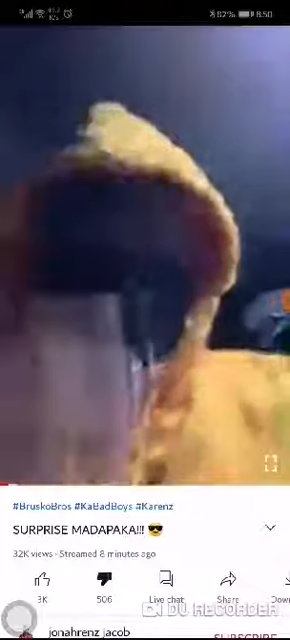 82% 8:50
#BruskoBros #KaBadBoys #Karenz
SURPRISE MADAPAKA!!! 😎
32K views · Streamed 8 minutes ago
3K 506 Live chat Share Down
DU RECORDER
jonahrenz jacob
SUBSCRIBE